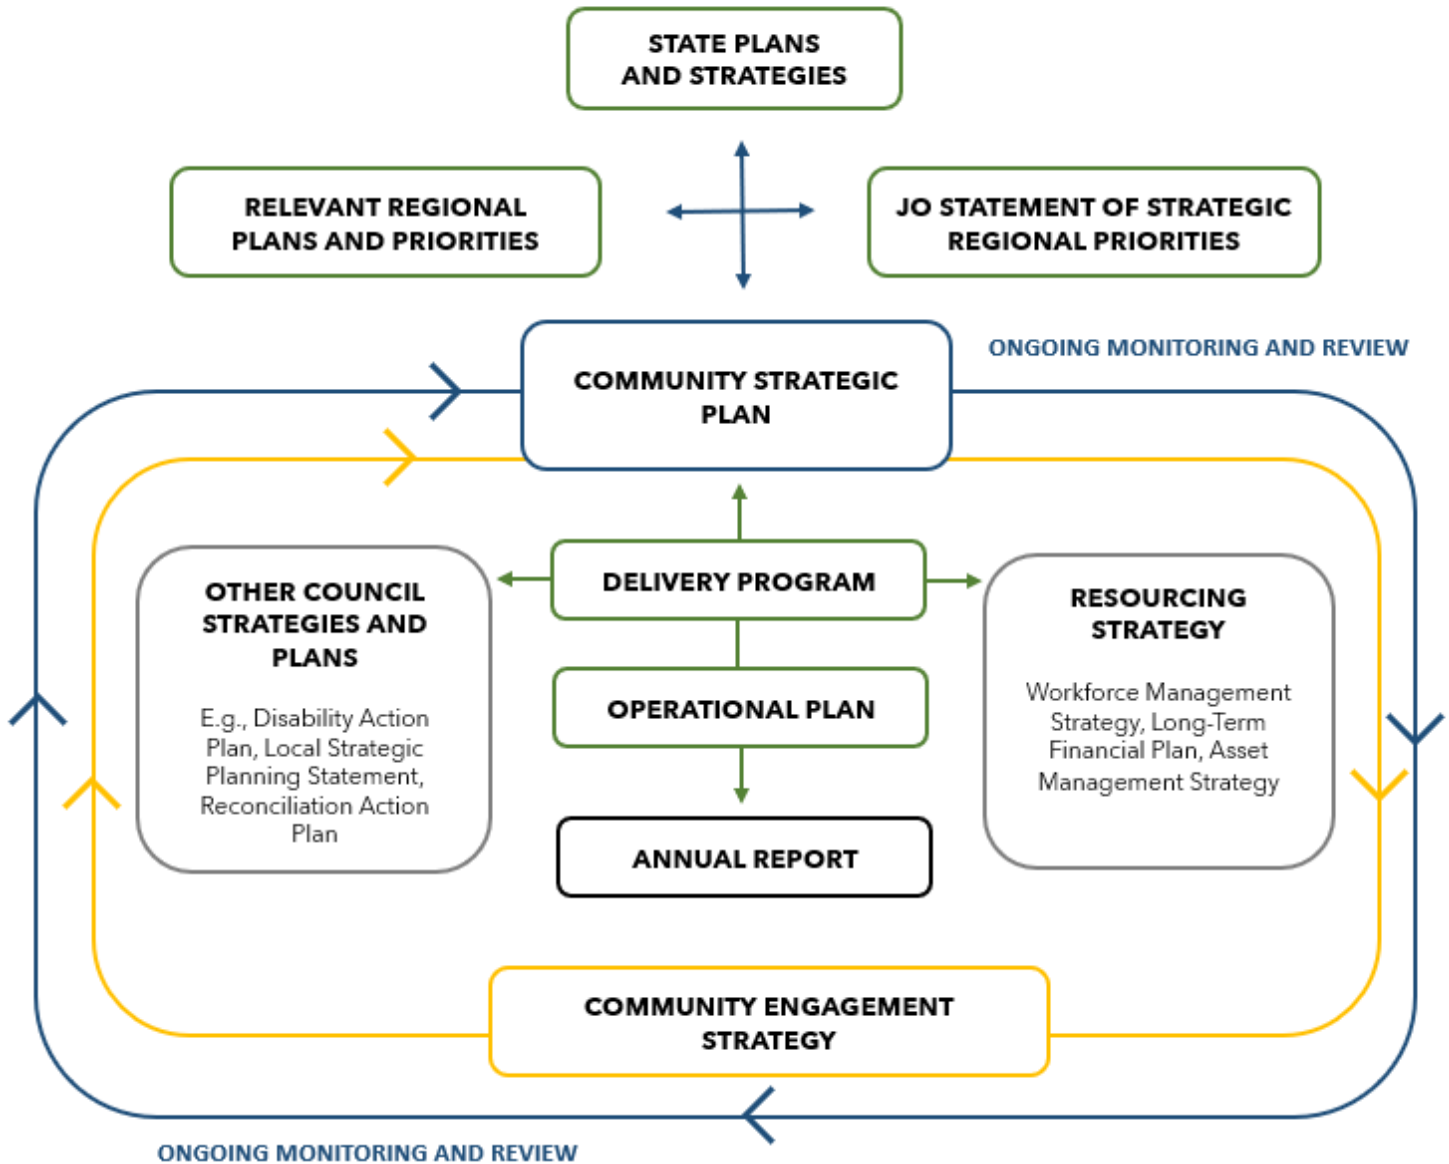 STATE PLANS
AND STRATEGIES
RELEVANT REGIONAL
PLANS AND PRIORITIES
JO STATEMENT OF STRATEGIC
REGIONAL PRIORITIES
ONGOING MONITORING AND REVIEW
COMMUNITY STRATEGIC
PLAN
OTHER COUNCIL
STRATEGIES AND
PLANS
E.g., Disability Action
Plan, Local Strategic
Planning Statement,
Reconciliation Action
Plan
DELIVERY PROGRAM
OPERATIONAL PLAN
ANNUAL REPORT
RESOURCING
STRATEGY
Workforce Management
Strategy, Long-Term
Financial Plan, Asset
Management Strategy
COMMUNITY ENGAGEMENT
STRATEGY
ONGOING MONITORING AND REVIEW